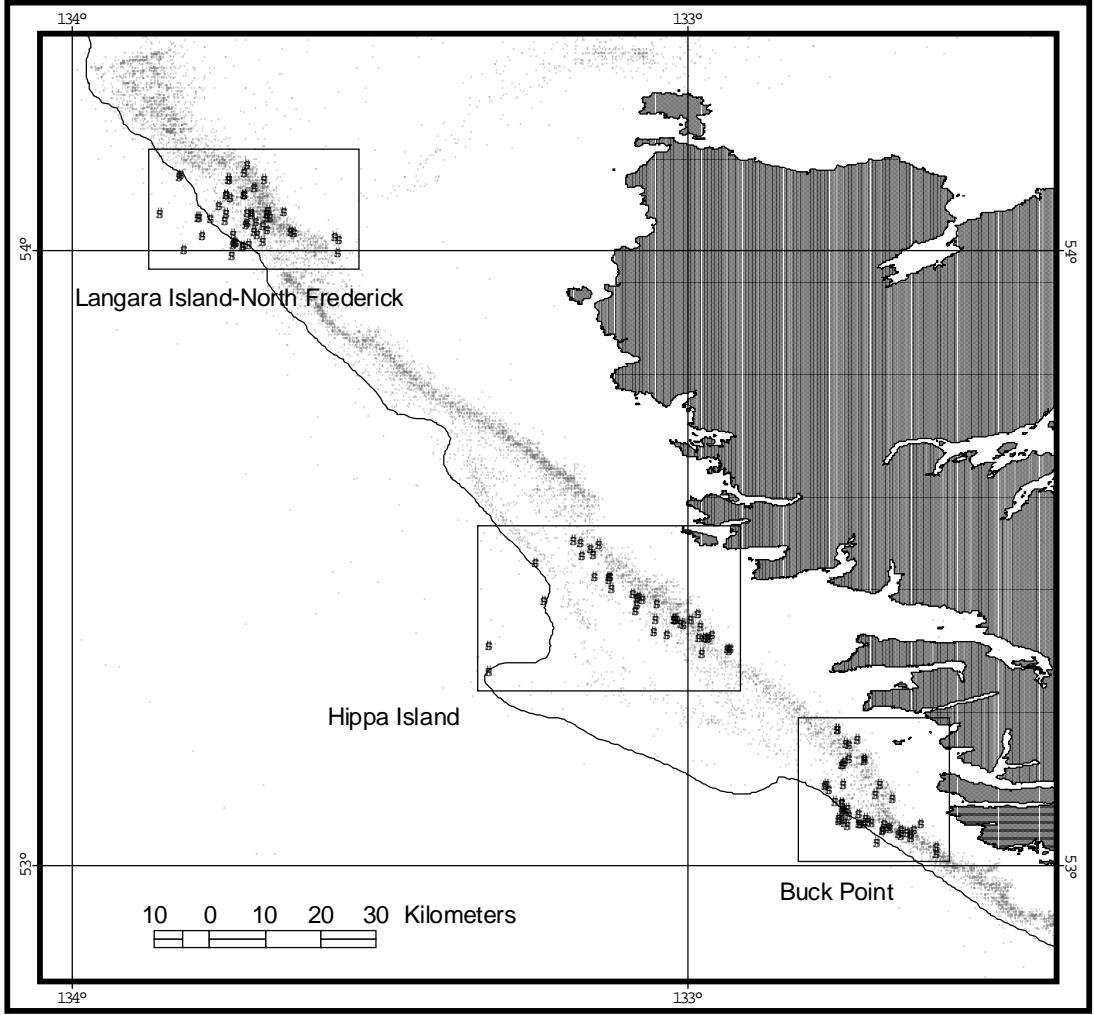 134° 133°
54° 54°
Langara Island-North Frederick
Hippa Island
53° 53°
Buck Point
10 0 10 20 30 Kilometers
134° 133°